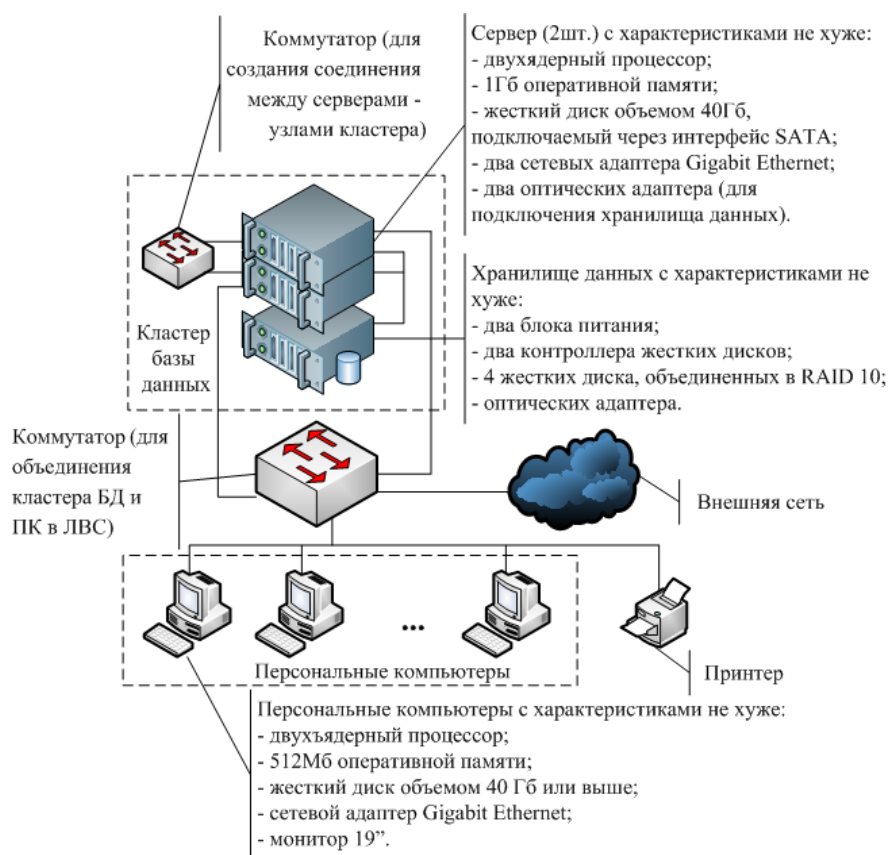 Коммутатор (для
создания соединения
между серверами -
узлами кластера)
Сервер (2шт.) с характеристиками не хуже:
- двухядерный процессор;
- 1Гб оперативной памяти;
- жесткий диск объемом 40Гб,
подключаемый через интерфейс SATA;
- два сетевых адаптера Gigabit Ethernet;
- два оптических адаптера (для
подключения хранилища данных).
Хранилище данных с характеристиками не
хуже:
- два блока питания;
- два контроллера жестких дисков;
- 4 жестких диска, объединенных в RAID 10;
- оптических адаптера.
Кластер
базы
данных
Коммутатор (для
объединения
кластера БД и
ПК в ЛВС)
Внешняя сеть
...
Персональные компьютеры
Принтер
Персональные компьютеры с характеристиками не хуже:
- двухъядерный процессор;
- 512Мб оперативной памяти;
- жесткий диск объемом 40 Гб или выше;
- сетевой адаптер Gigabit Ethernet;
- монитор 19”.